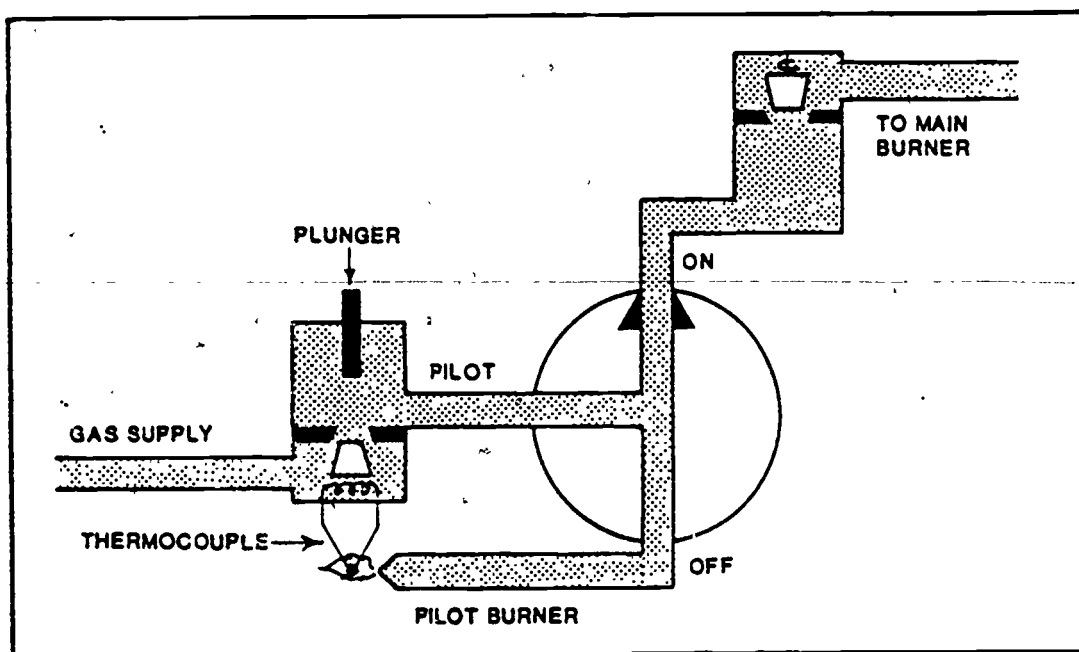 TO MAIN
BURNER
PLUNGER
ON
PILOT
GAS SUPPLY
THERMOCOUPLE
OFF
PILOT BURNER